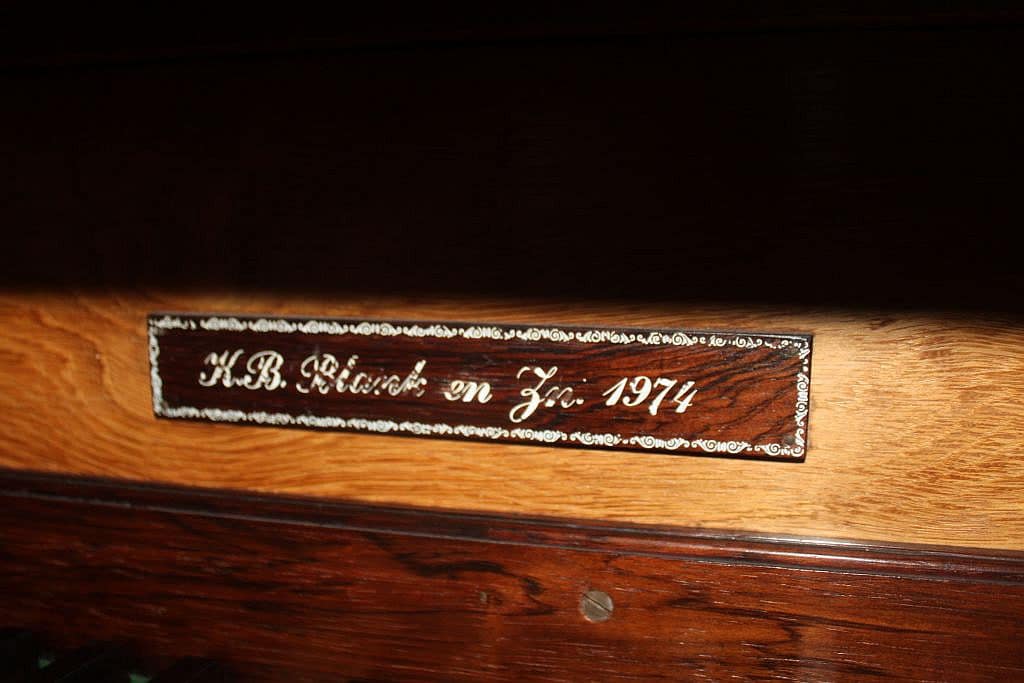 K.B. Blank en Zn. 1974